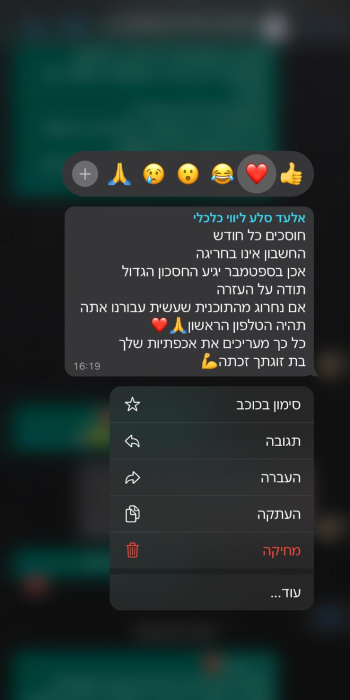 אלעד סלע ליווי כלכלי
חוסכים כל חודש
החשבון אינו בחריגה
אכן בספטמבר יגיע החסכון הגדול
תודה על העזרה
אם נחרוג מהתוכנית שעשית עבורנו אתה
תהיה הטלפון הראשון🙏❤️
כל כך מעריכים את אכפתיות שלך
בת זוגתך זכתה💪
16:19
סימון בכוכב
תגובה
העברה
העתקה
מחיקה
עוד...